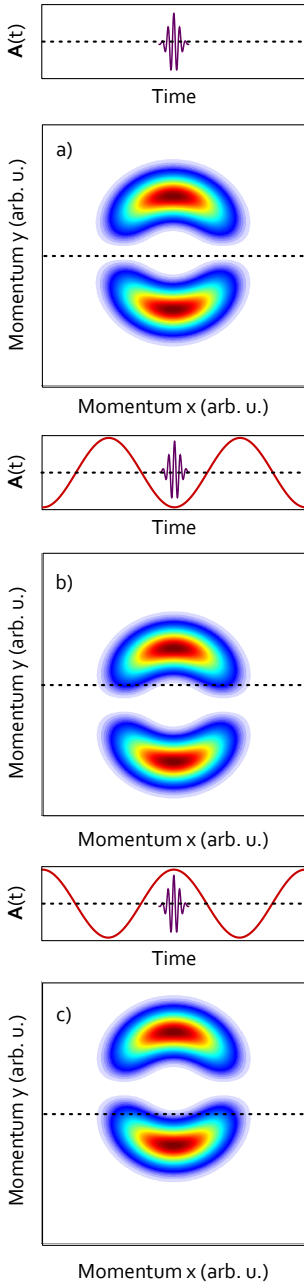 A(t)
Time
a)
Momentum y (arb. u.)
Momentum x (arb. u.)
A(t)
Time
b)
Momentum y (arb. u.)
Momentum x (arb. u.)
A(t)
Time
c)
Momentum y (arb. u.)
Momentum x (arb. u.)